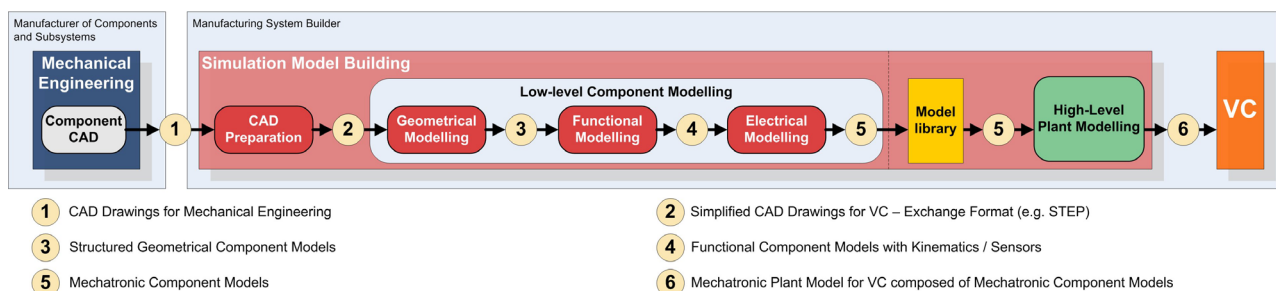 Manufacturer of Components
and Subsystems
Manufacturing System Builder
Mechanical
Engineering
Simulation Model Building
Low-level Component Modelling
Component
CAD
1
CAD
Preparation
2
Geometrical
Modelling
3
Functional
Modelling
4
Electrical
Modelling
5
Model
library
5
High-Level
Plant Modelling
6
VC
1 CAD Drawings for Mechanical Engineering
2 Simplified CAD Drawings for VC – Exchange Format (e.g. STEP)
3 Structured Geometrical Component Models
4 Functional Component Models with Kinematics / Sensors
5 Mechatronic Component Models
6 Mechatronic Plant Model for VC composed of Mechatronic Component Models